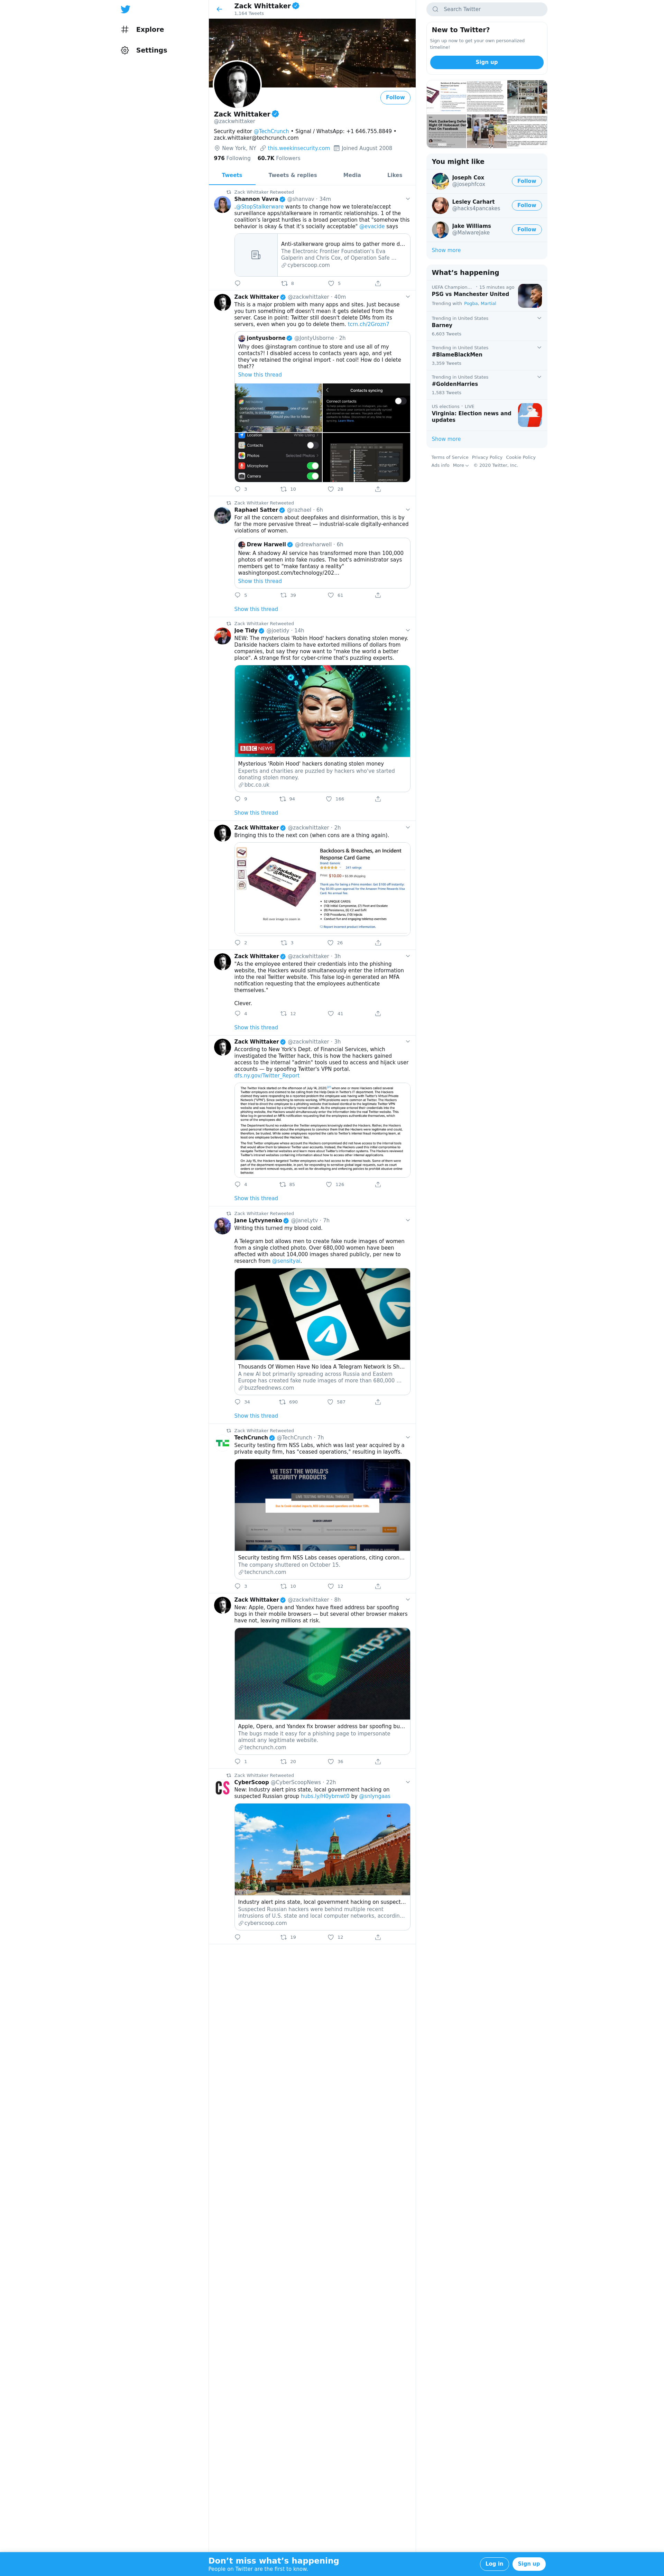 Explore
Settings
Zack Whittaker
1,164 Tweets
Follow
Zack Whittaker
@zackwhittaker
Security editor @TechCrunch • Signal / WhatsApp: +1 646.755.8849 •
zack.whittaker@techcrunch.com
New York, NY this.weekinsecurity.com Joined August 2008
976 Following 60.7K Followers
Tweets Tweets & replies Media Likes
Zack Whittaker Retweeted
Shannon Vavra @shanvav · 34m
.@StopStalkerware wants to change how we tolerate/accept
surveillance apps/stalkerware in romantic relationships. 1 of the
coalition's largest hurdles is a broad perception that "somehow this
behavior is okay & that it's socially acceptable" @evacide says
Anti-stalkerware group aims to gather more d...
The Electronic Frontier Foundation's Eva
Galperin and Chris Cox, of Operation Safe ...
cyberscoop.com
6 5
Zack Whittaker @zackwhittaker · 40m
This is a major problem with many apps and sites. Just because
you turn something off doesn't mean it gets deleted from the
server. Case in point: Twitter still doesn't delete DMs from its
servers, even when you go to delete them. tcrn.ch/2Grozn7
jontyusborne @JontyUsborne · 2h
Why does @instagram continue to store and use all of my
contacts?! I disabled access to contacts years ago, and yet
they've retained the original import - not cool! How do I delete
that??
Show this thread
Contacts syncing
Connect contacts
Location
Contacts
Photos
Microphone
Camera
3 10 28
Zack Whittaker Retweeted
Raphael Satter @razhael · 6h
For all the concern about deepfakes and disinformation, this is by
far the more pervasive threat — industrial-scale digitally-enhanced
violations of women.
Drew Harwell @drewharwell · 6h
New: A shadowy AI service has transformed more than 100,000
photos of women into fake nudes. The bot's administrator says
members get to "make fantasy a reality"
washingtonpost.com/technology/202...
Show this thread
5 39 61
Show this thread
Zack Whittaker Retweeted
Joe Tidy @joetidy · 14h
NEW: The mysterious 'Robin Hood' hackers donating stolen money.
Darkside hackers claim to have extorted millions of dollars from
companies, but say they now want to "make the world a better
place". A strange first for cyber-crime that's puzzling experts.
BBC NEWS
Mysterious 'Robin Hood' hackers donating stolen money
Experts and charities are puzzled by hackers who've started
donating stolen money.
bbc.co.uk
9 94 166
Show this thread
Zack Whittaker @zackwhittaker · 2h
Bringing this to the next con (when cons are a thing again).
Backdoors & Breaches, an Incident
Response Card Game
2 3 26
Zack Whittaker @zackwhittaker · 3h
"As the employee entered their credentials into the phishing
website, the Hackers would simultaneously enter the information
into the real Twitter website. This false log-in generated an MFA
notification requesting that the employees authenticate
themselves."
Clever.
4 12 41
Show this thread
Zack Whittaker @zackwhittaker · 3h
According to New York's Dept. of Financial Services, which
investigated the Twitter hack, this is how the hackers gained
access to the internal "admin" tools used to access and hijack user
accounts — by spoofing Twitter's VPN portal.
dfs.ny.gov/Twitter_Report
4 85 126
Show this thread
Zack Whittaker Retweeted
Jane Lytvynenko @JaneLytv · 7h
Writing this turned my blood cold.
A Telegram bot allows men to create fake nude images of women
from a single clothed photo. Over 680,000 women have been
affected with about 104,000 images shared publicly, per new to
research from @sensityai.
Thousands Of Women Have No Idea A Telegram Network Is Sh...
A new AI bot primarily spreading across Russia and Eastern
Europe has created fake nude images of more than 680,000 ...
buzzfeednews.com
34 690 587
Show this thread
Zack Whittaker Retweeted
TechCrunch @TechCrunch · 7h
Security testing firm NSS Labs, which was last year acquired by a
private equity firm, has "ceased operations," resulting in layoffs.
WE TEST THE WORLD'S
SECURITY PRODUCTS
Security testing firm NSS Labs ceases operations, citing coron...
The company shuttered on October 15.
techcrunch.com
3 10 12
Zack Whittaker @zackwhittaker · 8h
New: Apple, Opera and Yandex have fixed address bar spoofing
bugs in their mobile browsers — but several other browser makers
have not, leaving millions at risk.
https://
Apple, Opera, and Yandex fix browser address bar spoofing bu...
The bugs made it easy for a phishing page to impersonate
almost any legitimate website.
techcrunch.com
1 20 36
Zack Whittaker Retweeted
CyberScoop @CyberScoopNews · 22h
New: Industry alert pins state, local government hacking on
suspected Russian group hubs.ly/H0ybmwt0 by @snlyngaas
Industry alert pins state, local government hacking on suspect...
Suspected Russian hackers were behind multiple recent
intrusions of U.S. state and local computer networks, accordin...
cyberscoop.com
19 12
Search Twitter
New to Twitter?
Sign up now to get your own personalized
timeline!
Sign up
You might like
Joseph Cox
@josephfcox
Follow
Lesley Carhart
@hacks4pancakes
Follow
Jake Williams
@MalwareJake
Follow
Show more
What's happening
UEFA Champion... · 15 minutes ago
PSG vs Manchester United
Trending with Pogba, Martial
Trending in United States
Barney
6,603 Tweets
Trending in United States
#BlameBlackMen
3,359 Tweets
Trending in United States
#GoldenHarries
1,583 Tweets
US elections · LIVE
Virginia: Election news and
updates
Show more
Terms of Service Privacy Policy Cookie Policy
Ads info More © 2020 Twitter, Inc.
Don't miss what's happening
People on Twitter are the first to know.
Log in
Sign up